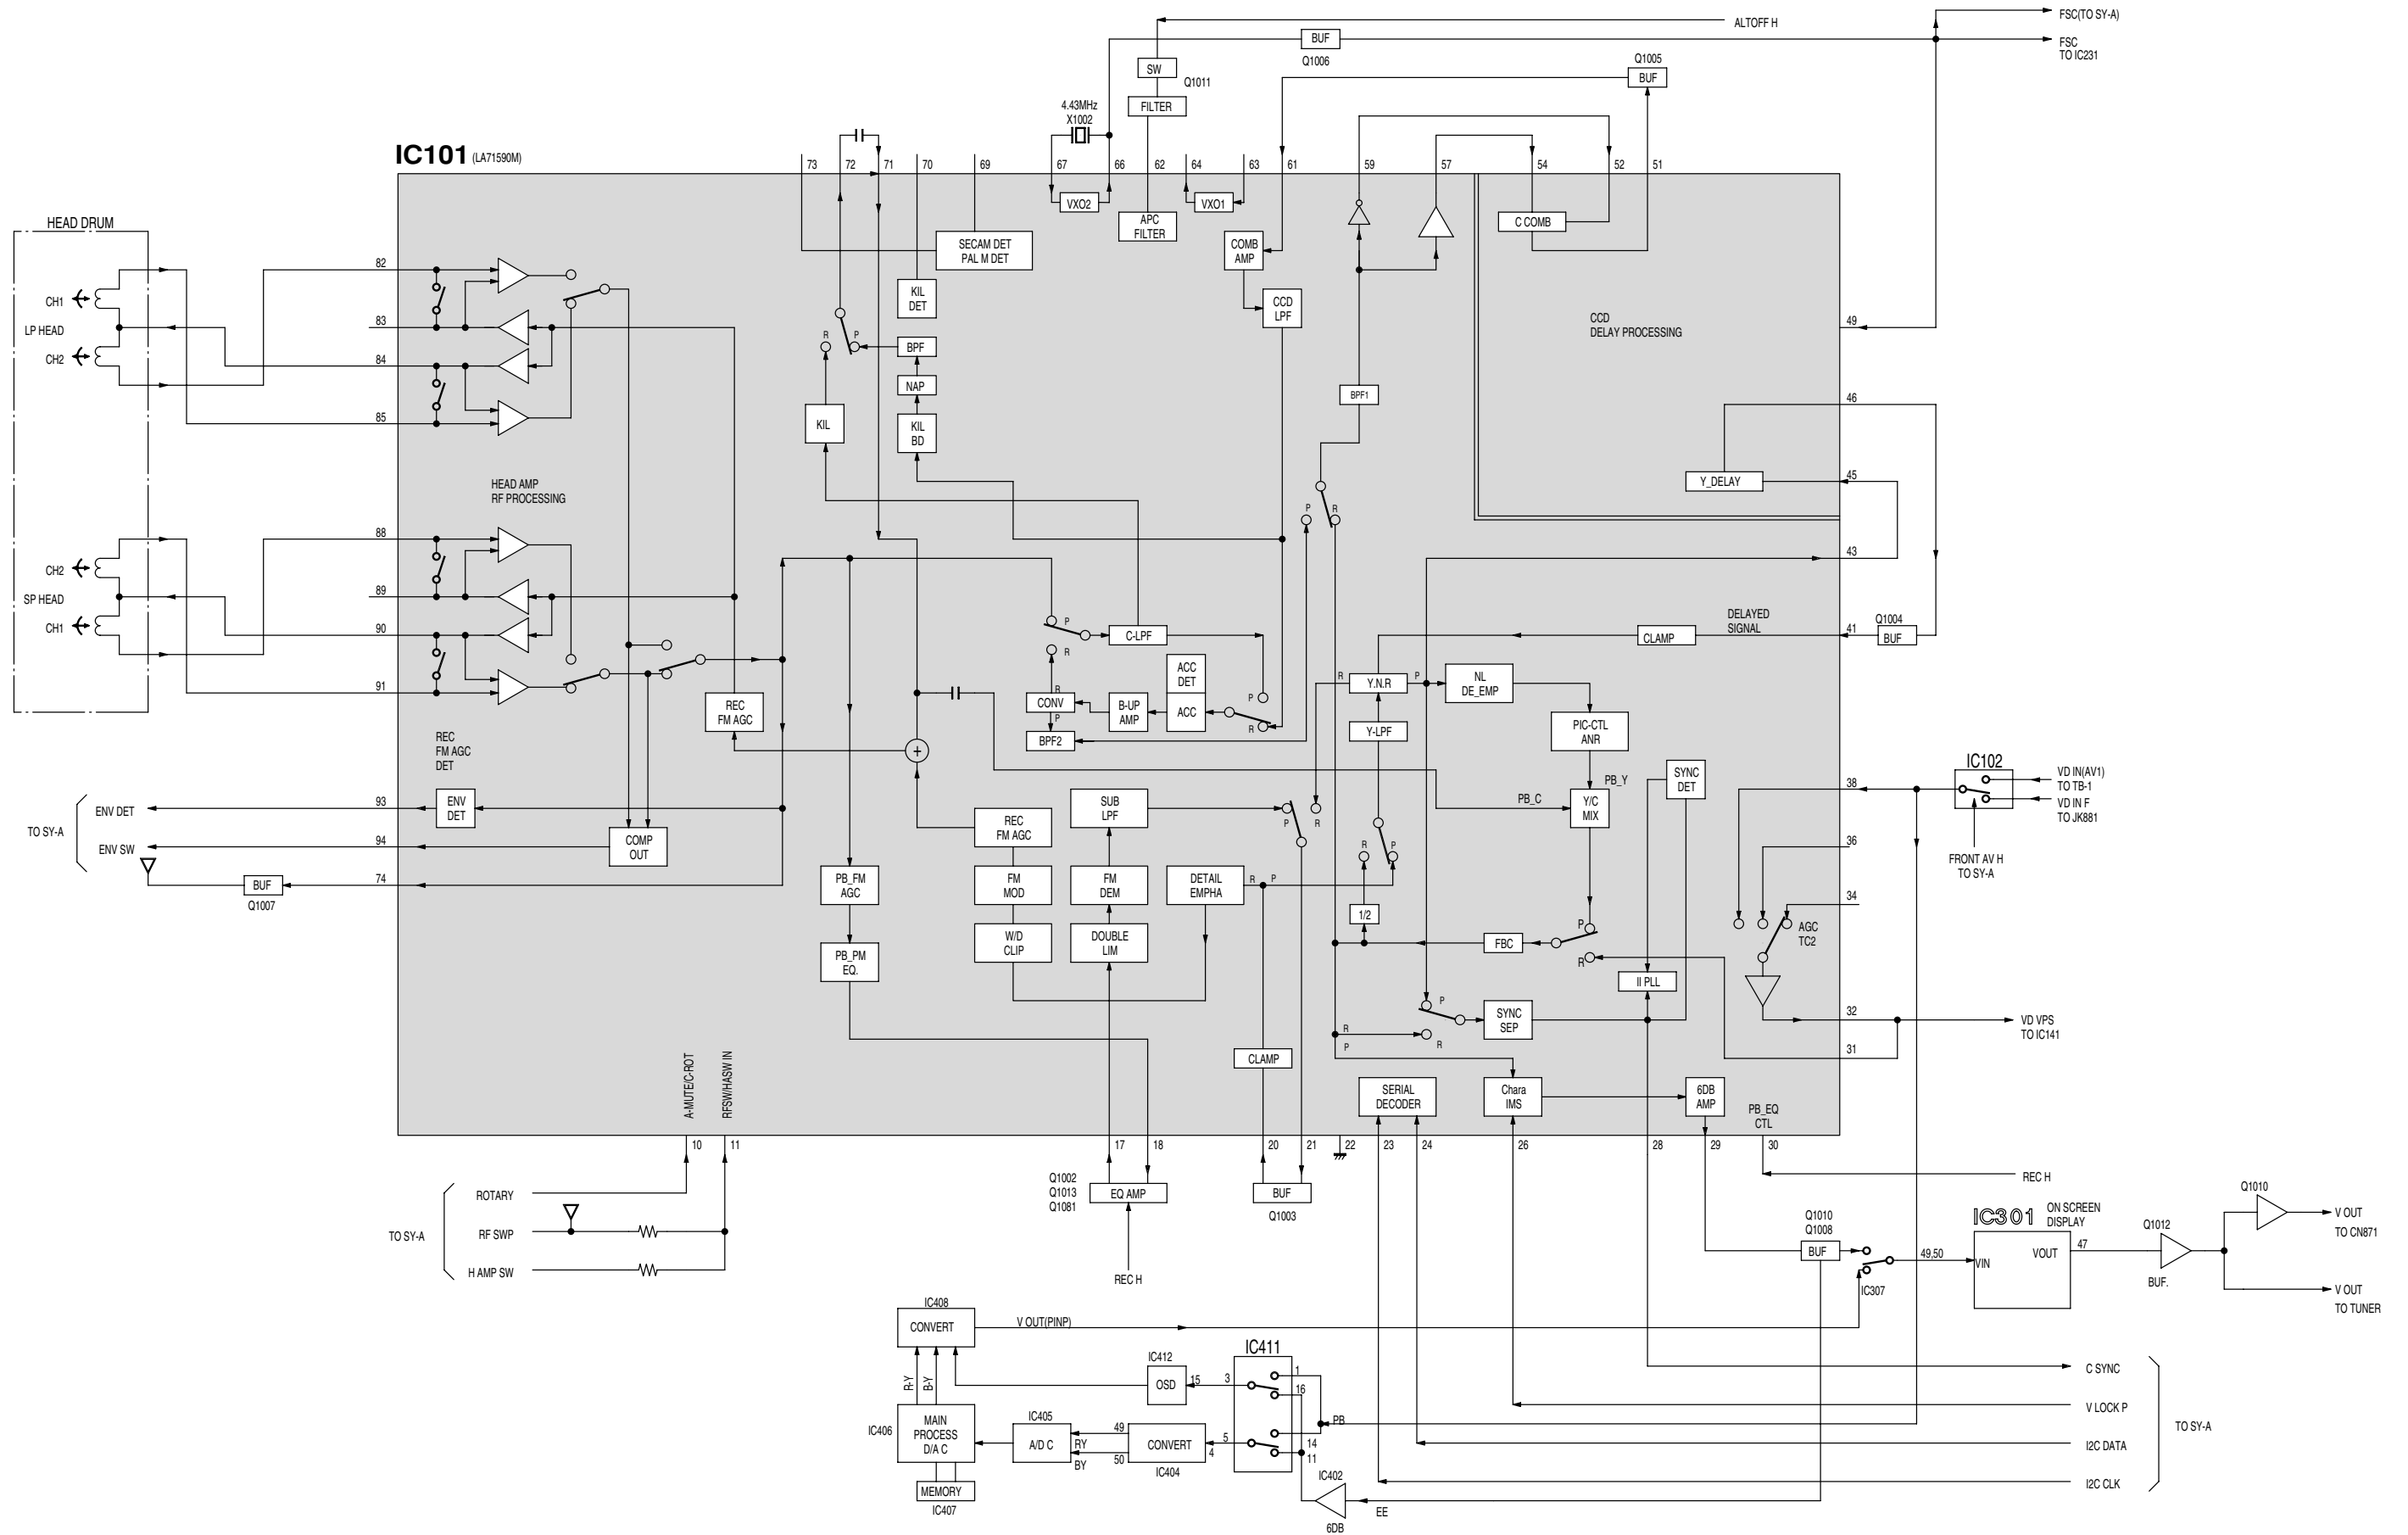 ALTOFF H
FSC(TO SY-A)
BUF
Q1006
FSC
TO IC231
SW
Q1011
FILTER
Q1005
BUF
4.43MHz
X1002
IC101 (LA71590M)
73
72
71
70
69
67
66
62
64
63
61
59
57
54
52
51
VXO2
APC
FILTER
VXO1
HEAD DRUM
SECAM DET
PAL M DET
COMB
AMP
C COMB
82
CH1
KIL
DET
CCD
LPF
CCD
DELAY PROCESSING
LP HEAD
83
49
CH2
84
R
P
BPF
NAP
BPF1
46
85
KIL
KIL
BD
HEAD AMP
RF PROCESSING
Y_DELAY
45
P
R
88
43
CH2
SP HEAD
89
CH1
90
P
C-LPF
R
DELAYED
SIGNAL
CLAMP
41
Q1004
BUF
91
REC
FM AGC
R
CONV
P
BPF2
B-UP
AMP
ACC
DET
ACC
P
R
R
Y.N.R
P
NL
DE_EMP
Y-LPF
PIC-CTL
ANR
REC
FM AGC
DET
+
SYNC
DET
IC102
VD IN(AV1)
TO TB-1
VD IN F
TO JK881
38
PB_Y
PB_C
Y/C
MIX
TO SY-A
ENV DET
93
ENV
DET
REC
FM AGC
SUB
LPF
P
R
ENV SW
94
COMP
OUT
36
FRONT AV H
TO SY-A
R
P
BUF
Q1007
74
PB_FM
AGC
FM
MOD
FM
DEM
DETAIL
EMPHA
R
P
34
1/2
W/D
CLIP
DOUBLE
LIM
PB_PM
EQ.
FBC
P
R
AGC
TC2
II PLL
P
R
R
P
SYNC
SEP
32
VD VPS
TO IC141
31
CLAMP
A-MUTE/C-ROT
RFSW/HASW IN
SERIAL
DECODER
Chara
IMS
6DB
AMP
PB_EQ
CTL
10
11
17
18
20
21
22
23
24
26
28
29
30
REC H
TO SY-A
ROTARY
RF SWP
H AMP SW
Q1002
Q1013
Q1081
EQ AMP
REC H
BUF
Q1003
Q1010
Q1008
BUF
IC307
49,50
IC301
ON SCREEN
DISPLAY
VIN
VOUT
47
Q1012
BUF.
Q1010
V OUT
TO CN871
V OUT
TO TUNER
IC408
CONVERT
V OUT(PINP)
R-Y
B-Y
IC412
OSD
15
3
IC411
1
16
C SYNC
V LOCK P
I2C DATA
I2C CLK
TO SY-A
IC406
MAIN
PROCESS
D/A C
IC405
A/D C
49
RY
BY
50
CONVERT
IC404
4
5
PB
14
11
MEMORY
IC407
IC402
6DB
EE